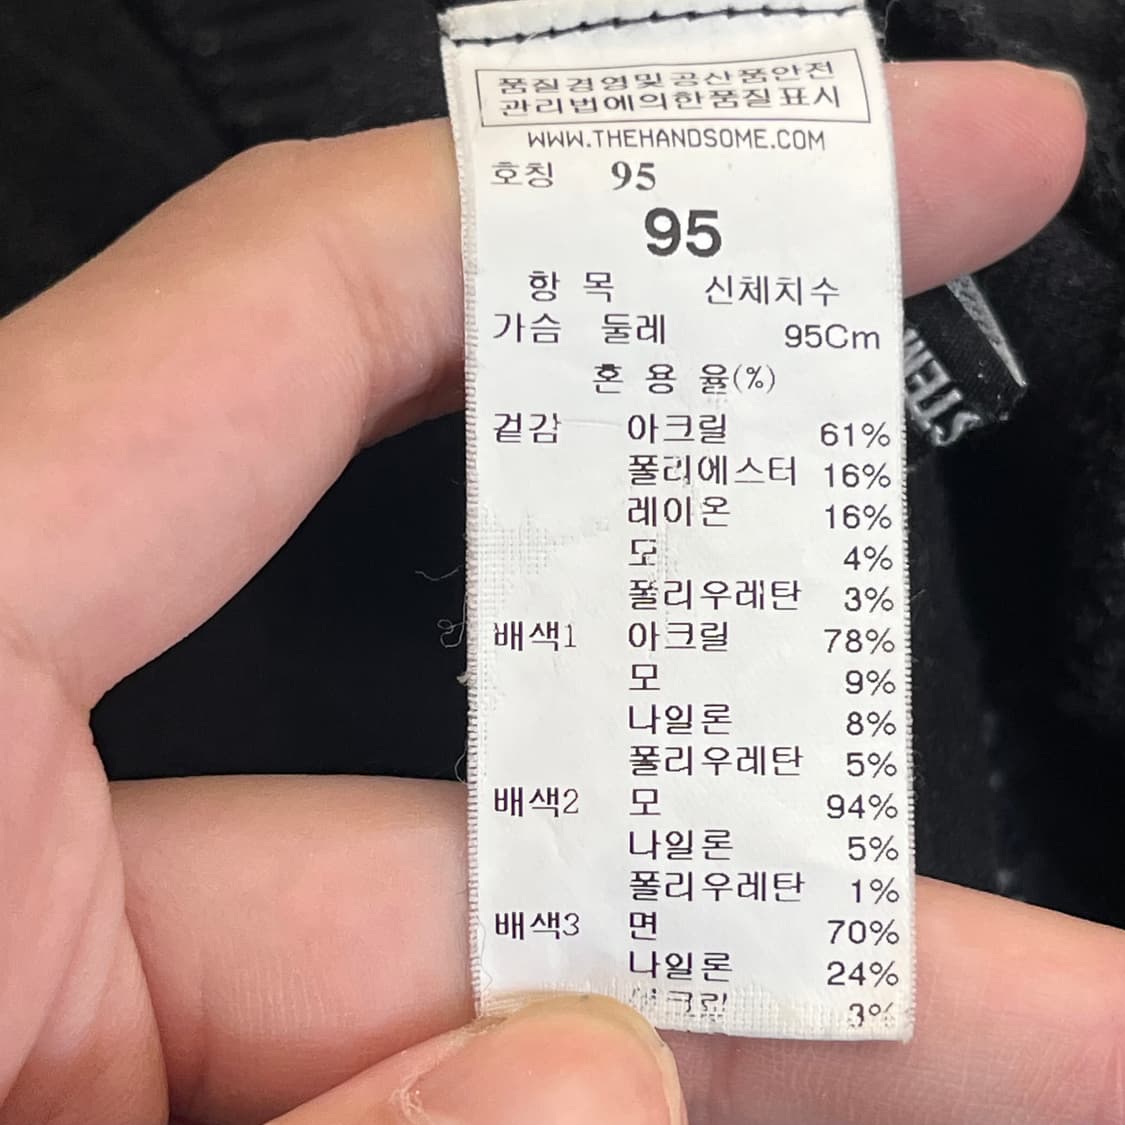 품질경영및공산품안전
관리법에의한품질표시
WWW.THEHANDSOME.COM
호칭 95
95
항 목 신체치수
가슴 둘레 95Cm
혼 용 율(%)
겉감 아크릴 61%
폴리에스터 16%
레이온 16%
모 4%
폴리우레탄 3%
배색1 아크릴 78%
모 9%
나일론 8%
폴리우레탄 5%
배색2 모 94%
나일론 5%
폴리우레탄 1%
배색3 면 70%
나일론 24%
아크릴 3%